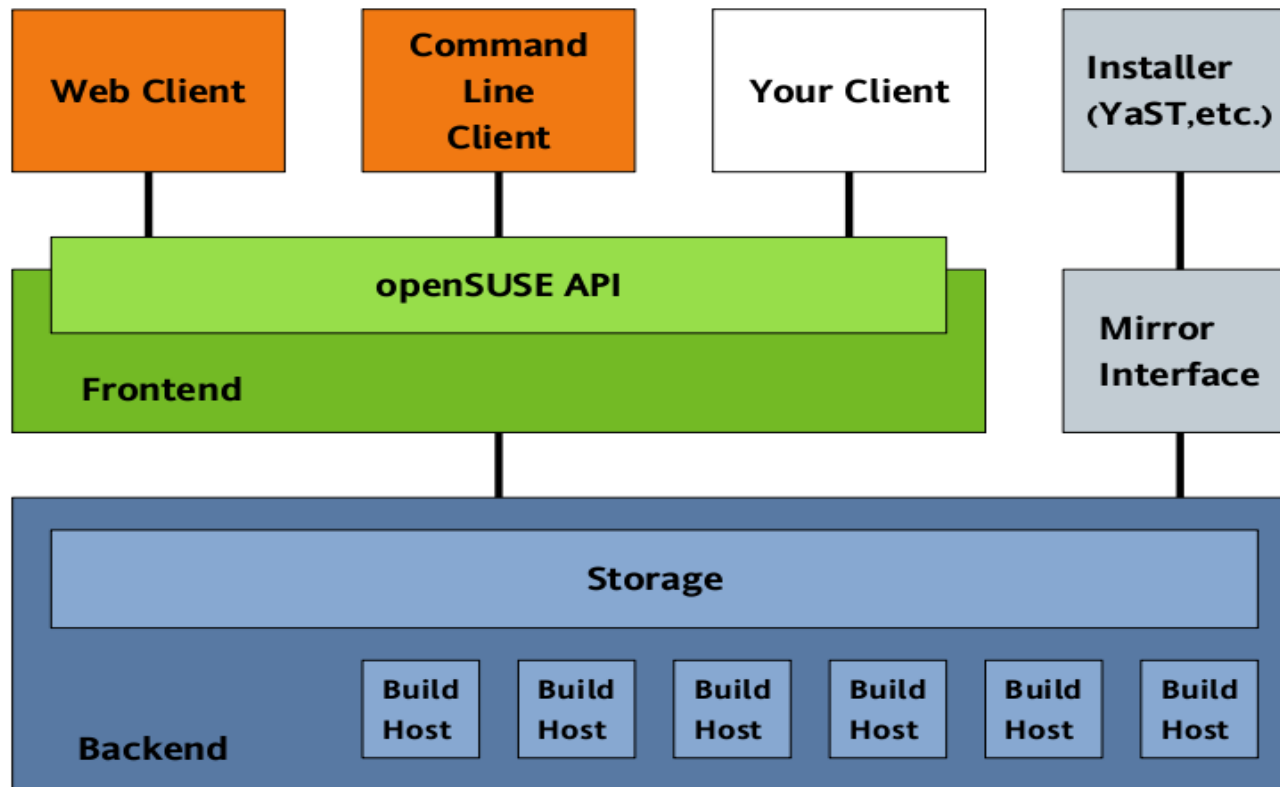 Web Client
Command
Line
Client
Your Client
Installer
(YaST,etc.)
openSUSE API
Frontend
Mirror
Interface
Storage
Build
Host
Build
Host
Build
Host
Build
Host
Build
Host
Build
Host
Backend